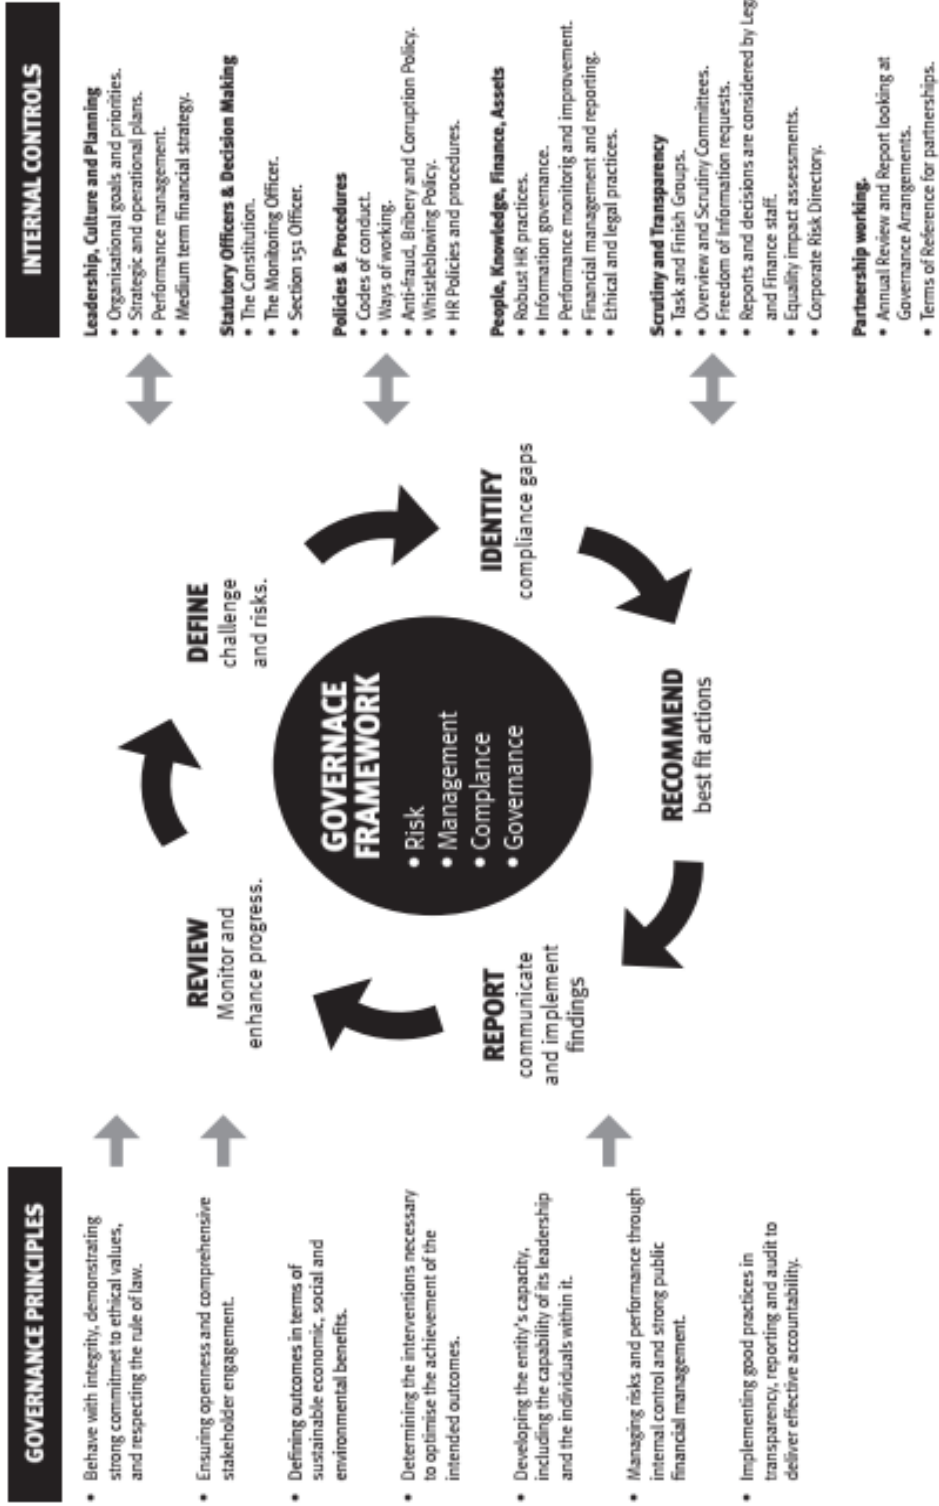 GOVERNANCE PRINCIPLES
• Behave with integrity, demonstrating
strong commitmet to ethical values,
and respecting the rule of law.
• Ensuring openness and comprehensive
stakeholder engagement.
• Defining outcomes in terms of
sustainable economic, social and
environmental benefits.
• Determining the interventions necessary
to optimise the achievement of the
intended outcomes.
• Developing the entity's capacity,
including the capability of its leadership
and the individuals within it.
• Managing risks and performance through
internal control and strong public
financial management.
• Implementing good practices in
transparency, reporting and audit to
deliver effective accountability.
REVIEW
Monitor and
enhance progress.
DEFINE
challenge
and risks.
GOVERNACE
FRAMEWORK
• Risk
• Management
• Complance
• Governance
REPORT
communicate
and implement
findings
IDENTIFY
compliance gaps
RECOMMEND
best fit actions
INTERNAL CONTROLS
Leadership, Culture and Planning
• Organisational goals and priorities.
• Strategic and operational plans.
• Performance management.
• Medium term financial strategy.
Statutory Officers & Decision Making
• The Constitution.
• The Monitoring Officer.
• Section 151 Officer.
Policies & Procedures
• Codes of conduct.
• Ways of working.
• Anti-fraud, Bribery and Corruption Policy.
• Whistleblowing Policy.
• HR Policies and procedures.
People, Knowledge, Finance, Assets
• Robust HR practices.
• Information governance.
• Performance monitorig and improvement.
• Financial management and reporting.
• Ethical and legal practices.
Scrutiny and Transparency
• Task and Finish Groups.
• Overview and Scrutiny Committees.
• Freedom of Information requests.
• Reports and decisions are considered by Leg
and Finance staff.
• Equality impact assessments.
• Corporate Risk Directory.
Partnership working.
• Annual Review and Report looking at
Governance Arrangements.
• Terms of Reference for partnerships.